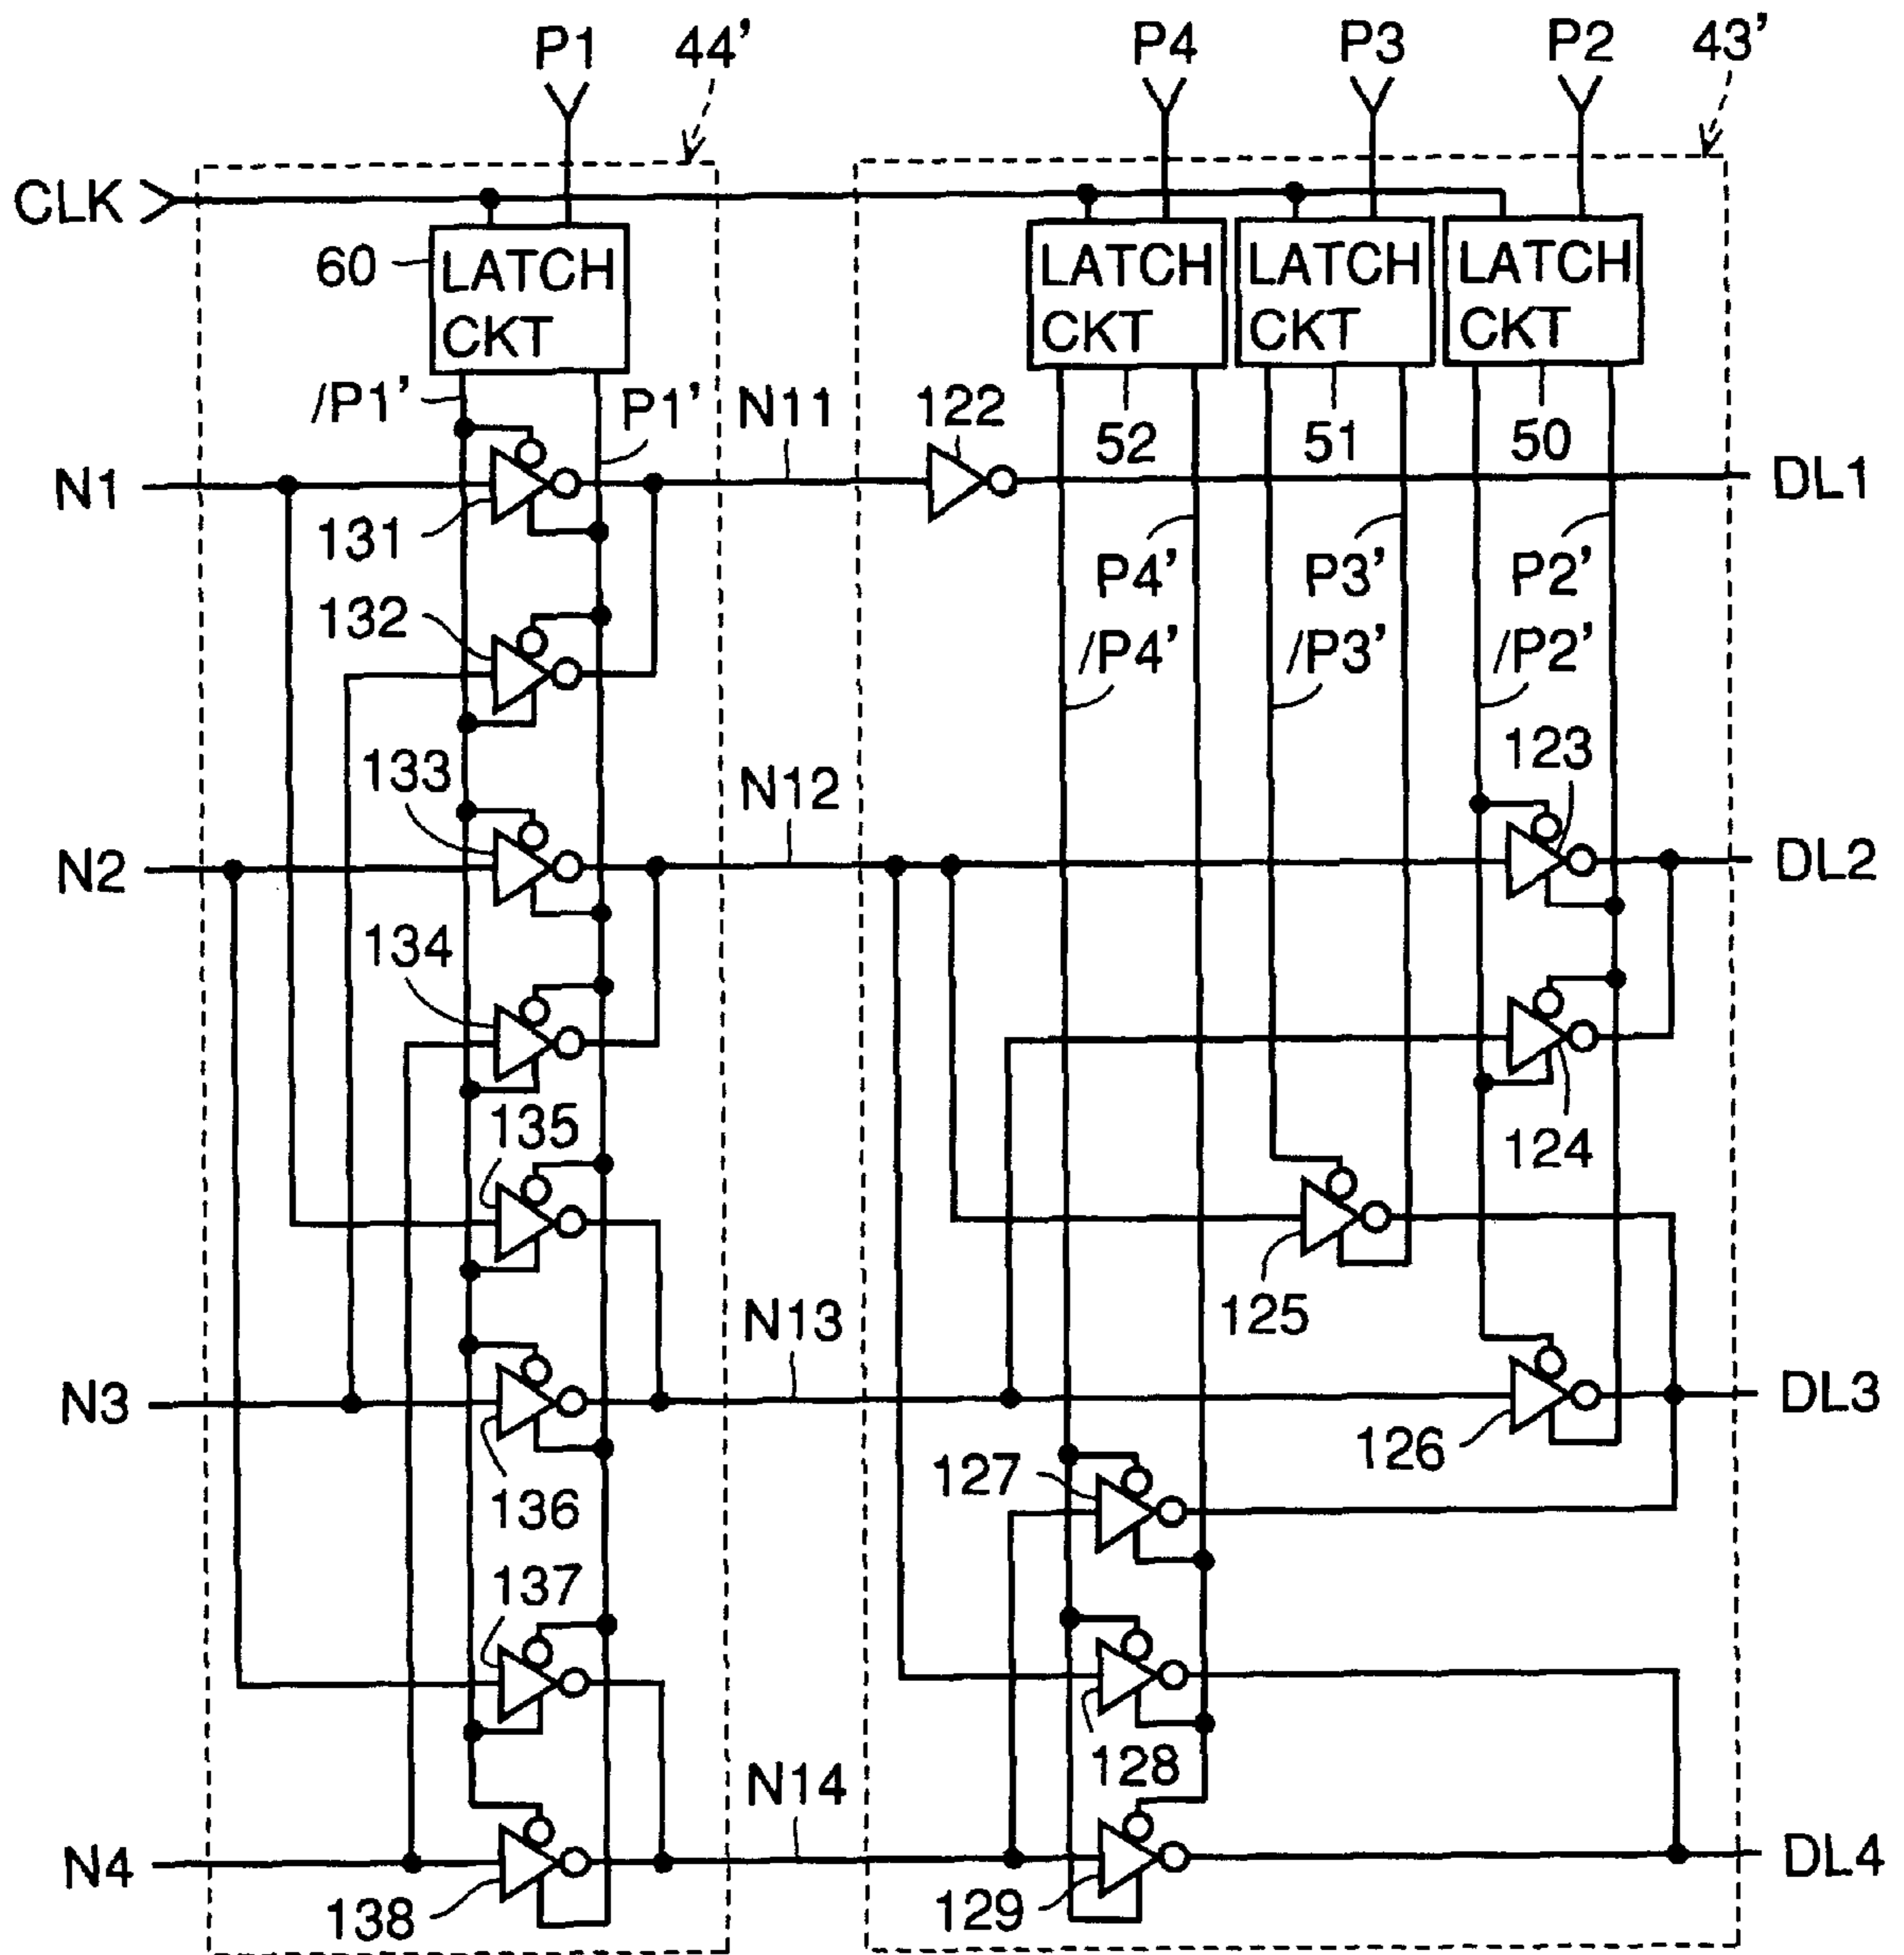 P1 44' P4 P3 P2 43'
CLK
60 LATCH CKT
LATCH CKT
LATCH CKT
LATCH CKT
/P1' P1' N11 122 52 51 50
N1 DL1
131
P4' P3' P2'
132
/P4' /P3' /P2'
133 N12 123
N2 DL2
134
135 124
125
N13
N3 DL3
136 127 126
137
128
N14
N4 DL4
138 129